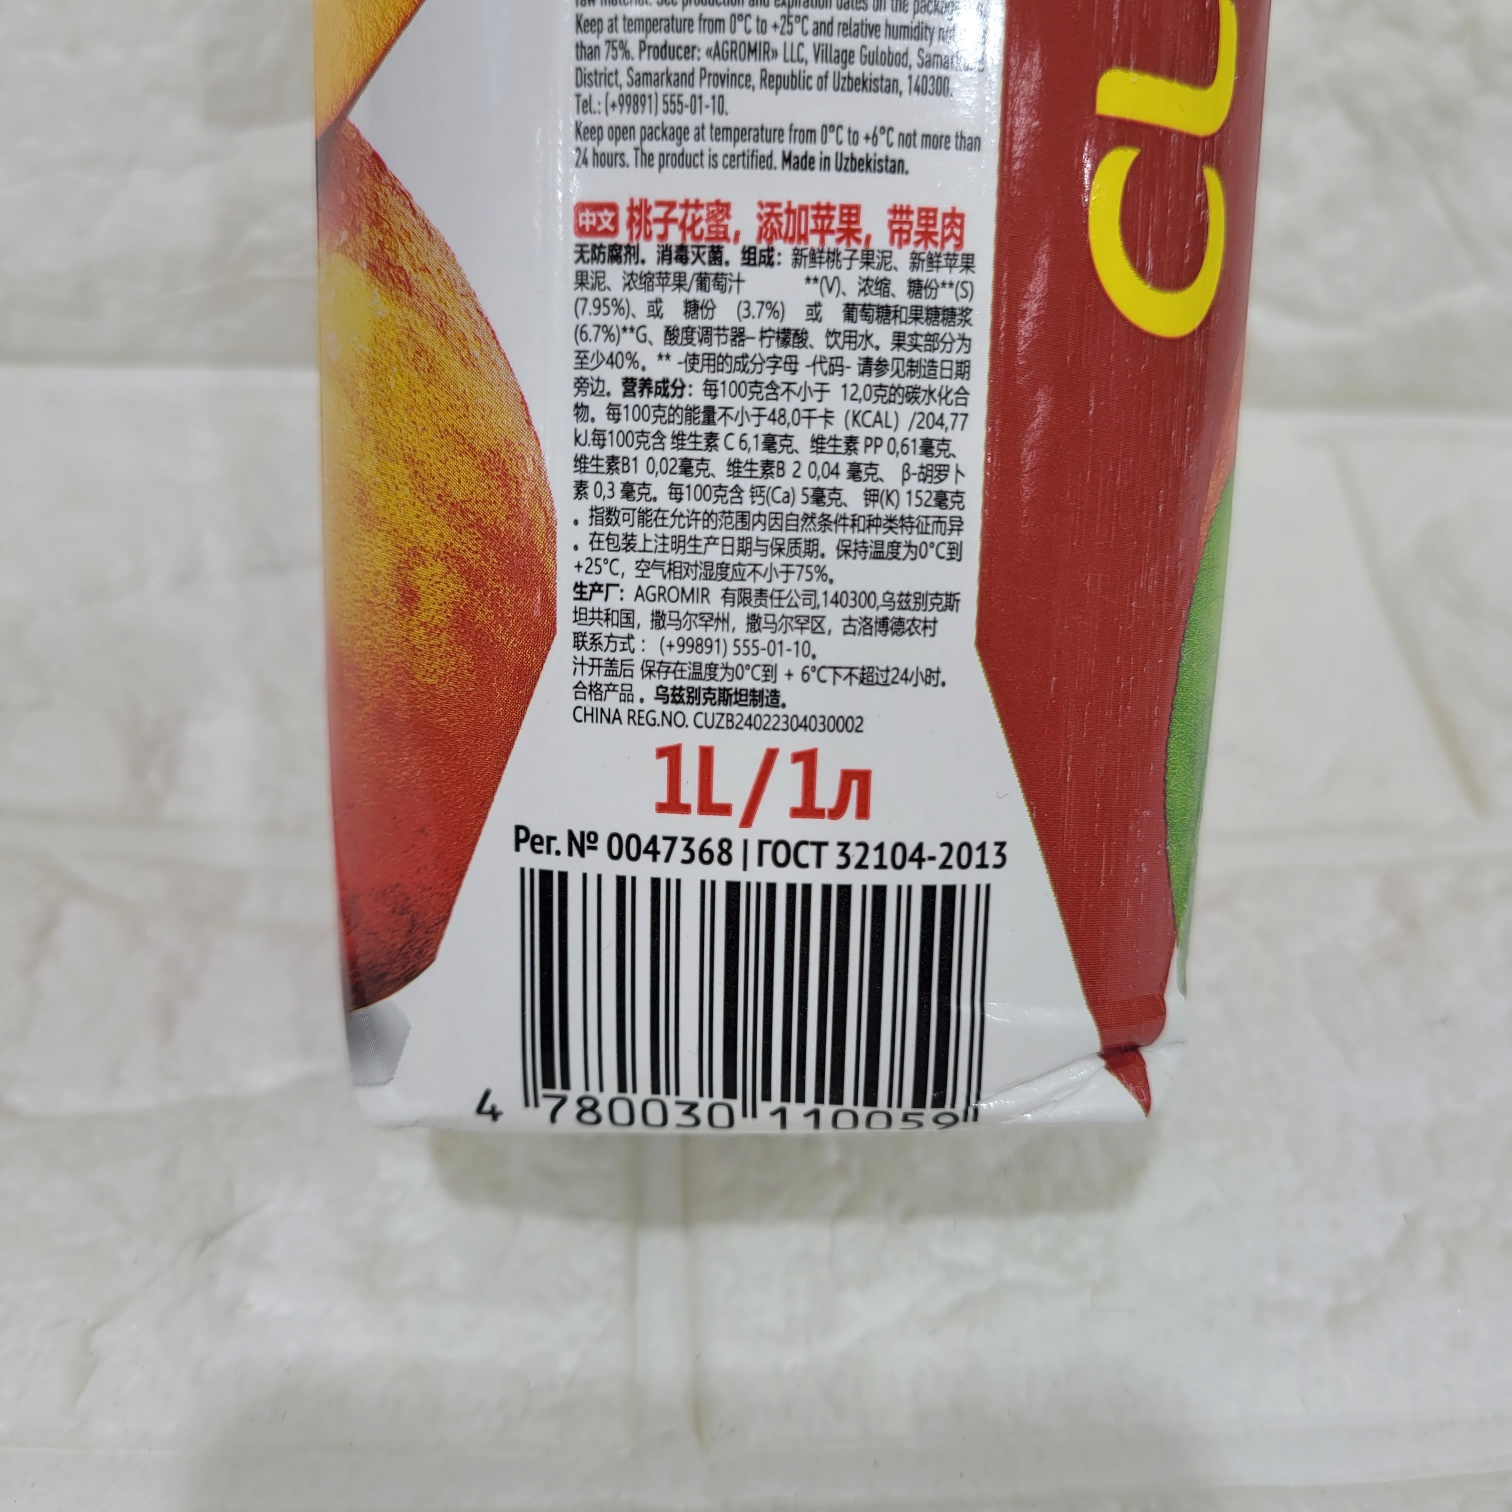 raw material. See production and expiration dates on the package.
Keep at temperature from 0°C to +25°C and relative humidity
than 75%. Producer: «AGROMIR» LLC, Village Gulobod,
District, Samarkand Province, Republic of Uzbekistan, 140300.
Tel.: (+99891) 555-01-10.
Keep open package at temperature from 0°C to +6°C not more than
24 hours. The product is certified. Made in Uzbekistan.
中文 桃子花蜜，添加苹果，带果肉
无防腐剂。消毒灭菌。组成：新鲜桃子果泥、新鲜苹果
果泥、浓缩苹果/葡萄汁 **(V)、浓缩、糖份**(S)
(7.95%)、或 糖份 (3.7%) 或 葡萄糖和果糖糖浆
(6.7%)**G、酸度调节器– 柠檬酸、饮用水。果实部分为
至少40%。** -使用的成分字母 -代码- 请参见制造日期
旁边。营养成分：每100克含不小于 12,0克的碳水化合
物。每100克的能量不小于48,0千卡（KCAL）/204,77
kJ.每100克含 维生素 C 6,1毫克、维生素 PP 0,61毫克、
维生素B1 0,02毫克、维生素B 2 0,04 毫克、 β-胡罗卜
素 0,3 毫克。每100克含 钙(Ca) 5毫克、 钾(K) 152毫克
。指数可能在允许的范围内因自然条件和种类特征而异
。在包装上注明生产日期与保质期。保持温度为0°C到
+25°C，空气相对湿度应不小于75%。
生产厂：AGROMIR 有限责任公司,140300,乌兹别克斯
坦共和国，撒马尔罕州，撒马尔罕区，古洛博德农村
联系方式： (+99891) 555-01-10。
汁开盖后 保存在温度为0°C到 + 6°C下不超过24小时。
合格产品 。乌兹别克斯坦制造。
CHINA REG.NO. CUZB24022304030002
1L/1л
Рег. № 0047368 | ГОСТ 32104-2013
4 780030 110059
CL